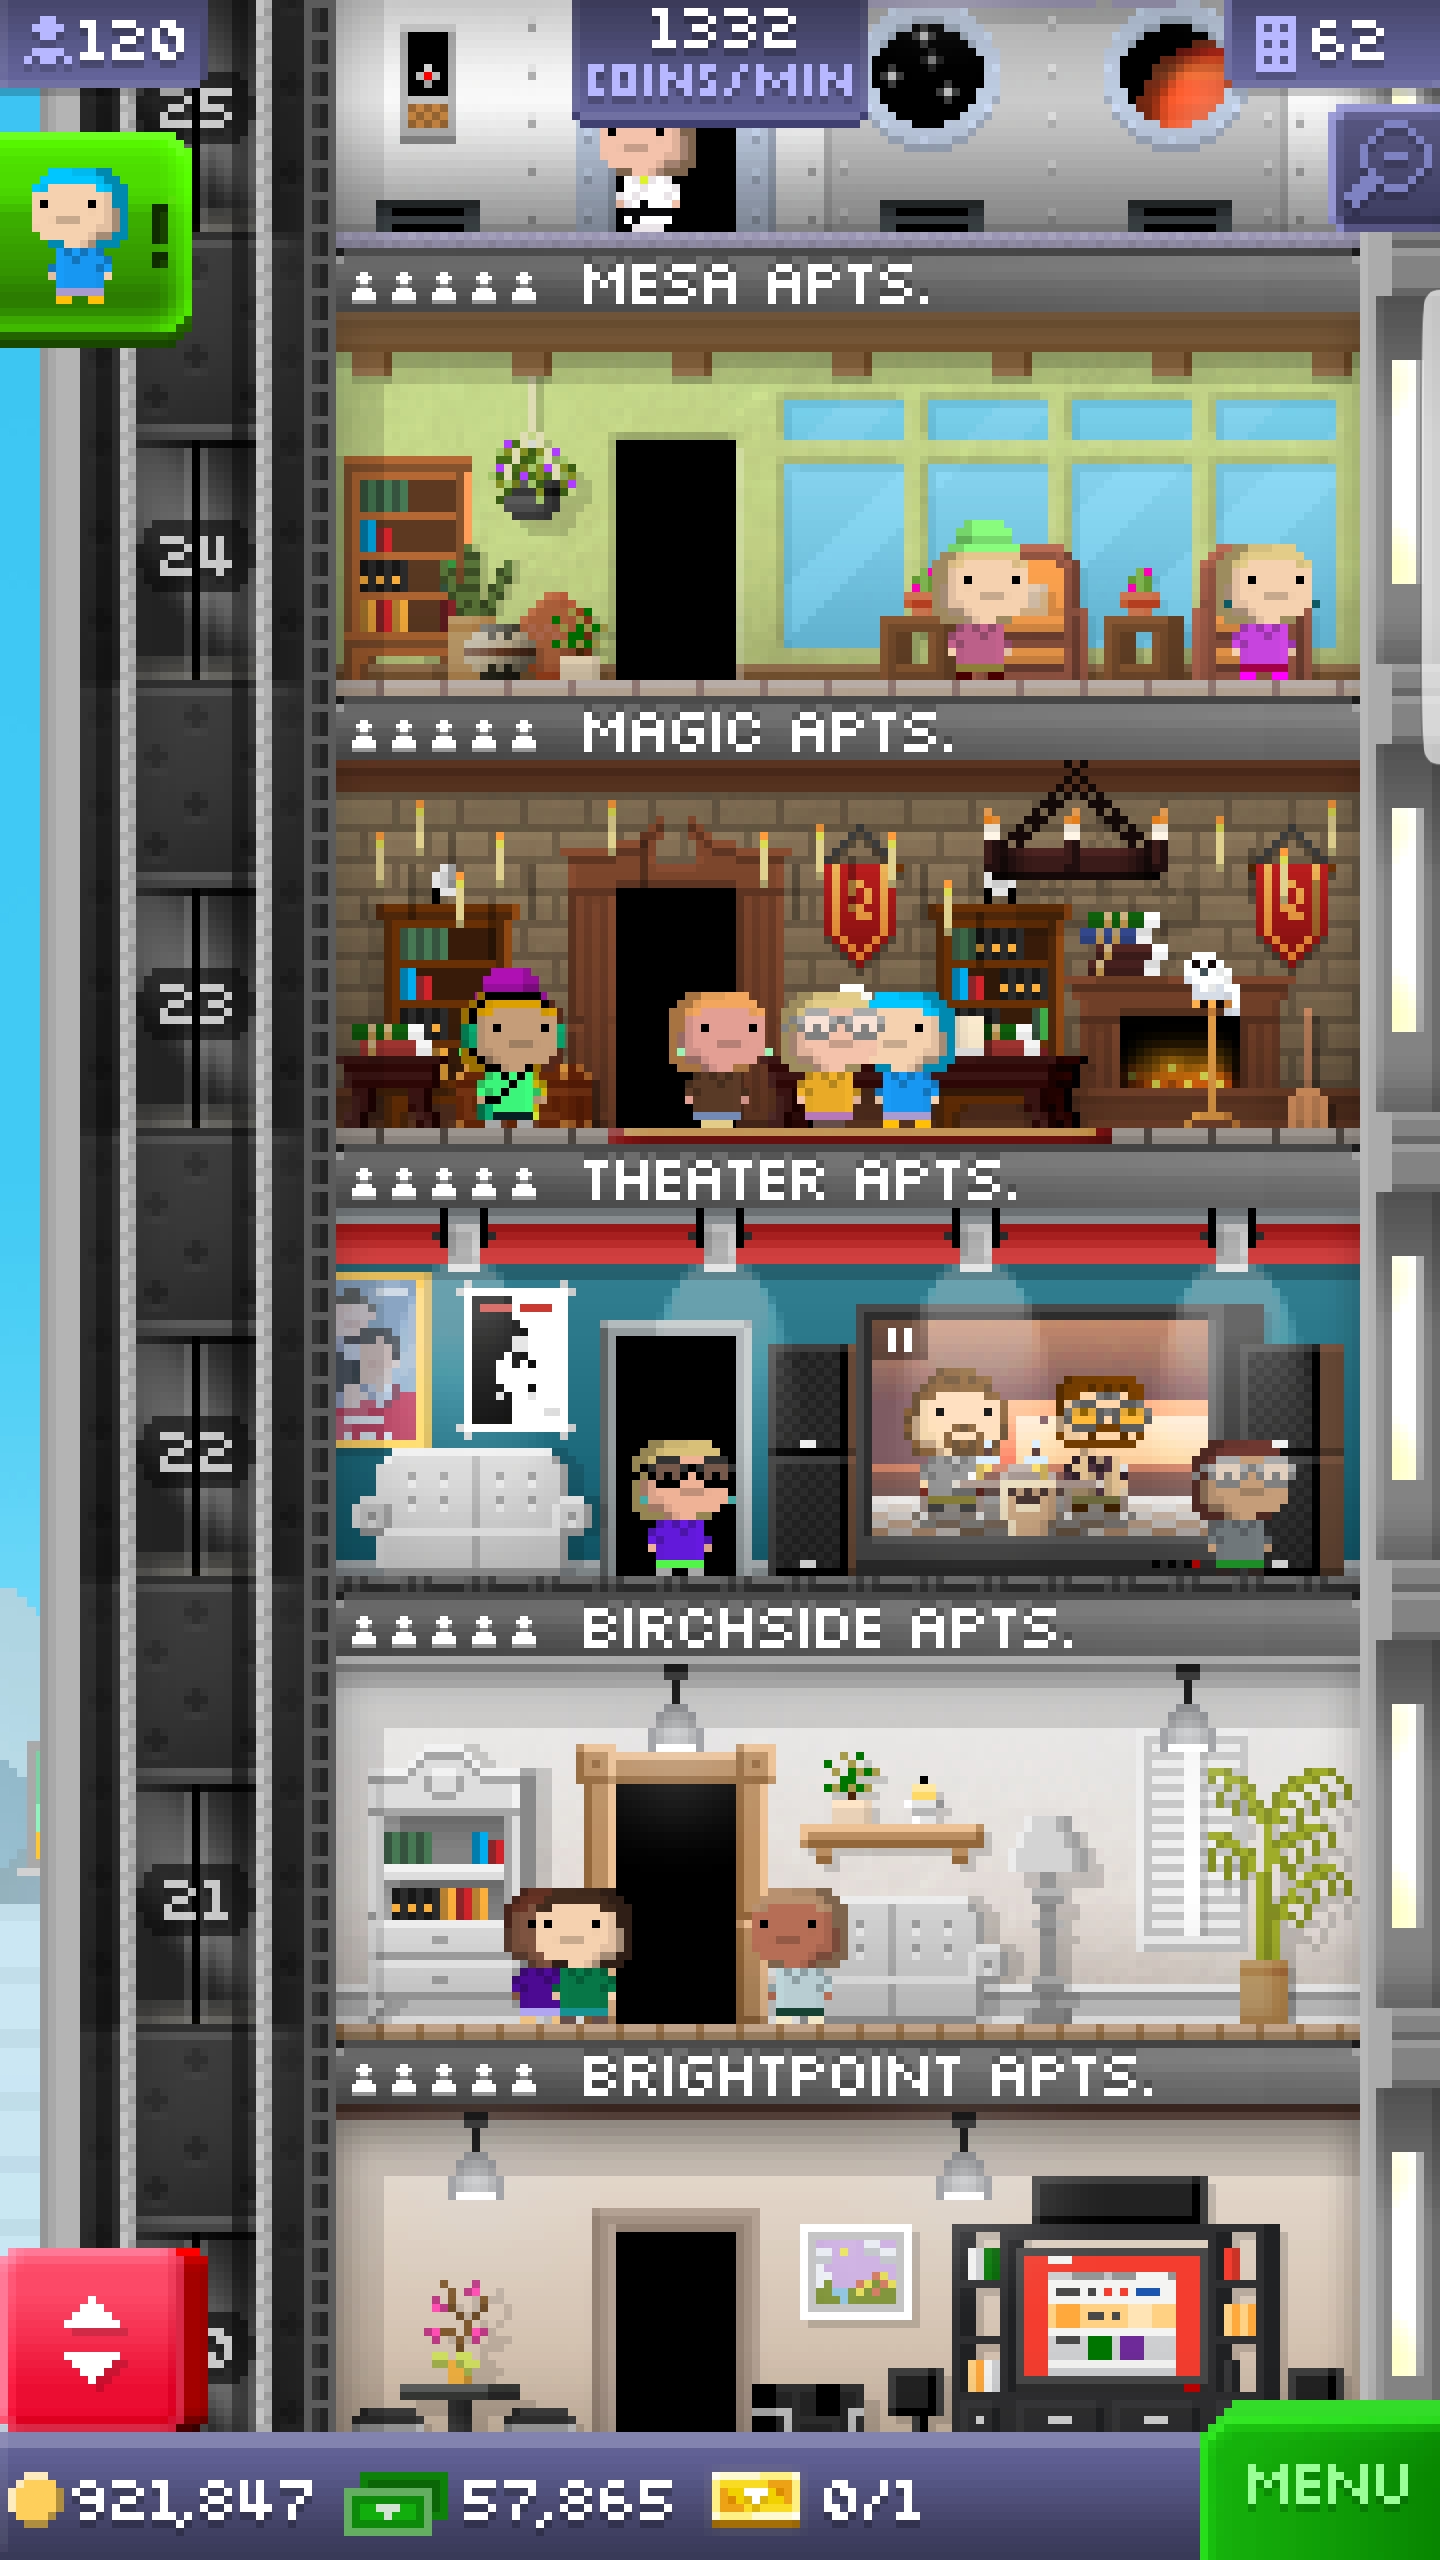 120
1332
COINS/MIN
62
25
!
MESA APTS.
24
MAGIC APTS.
23
THEATER APTS.
22
BIRCHSIDE APTS.
21
BRIGHTPOINT APTS.
921,847
57,865
0/1
MENU